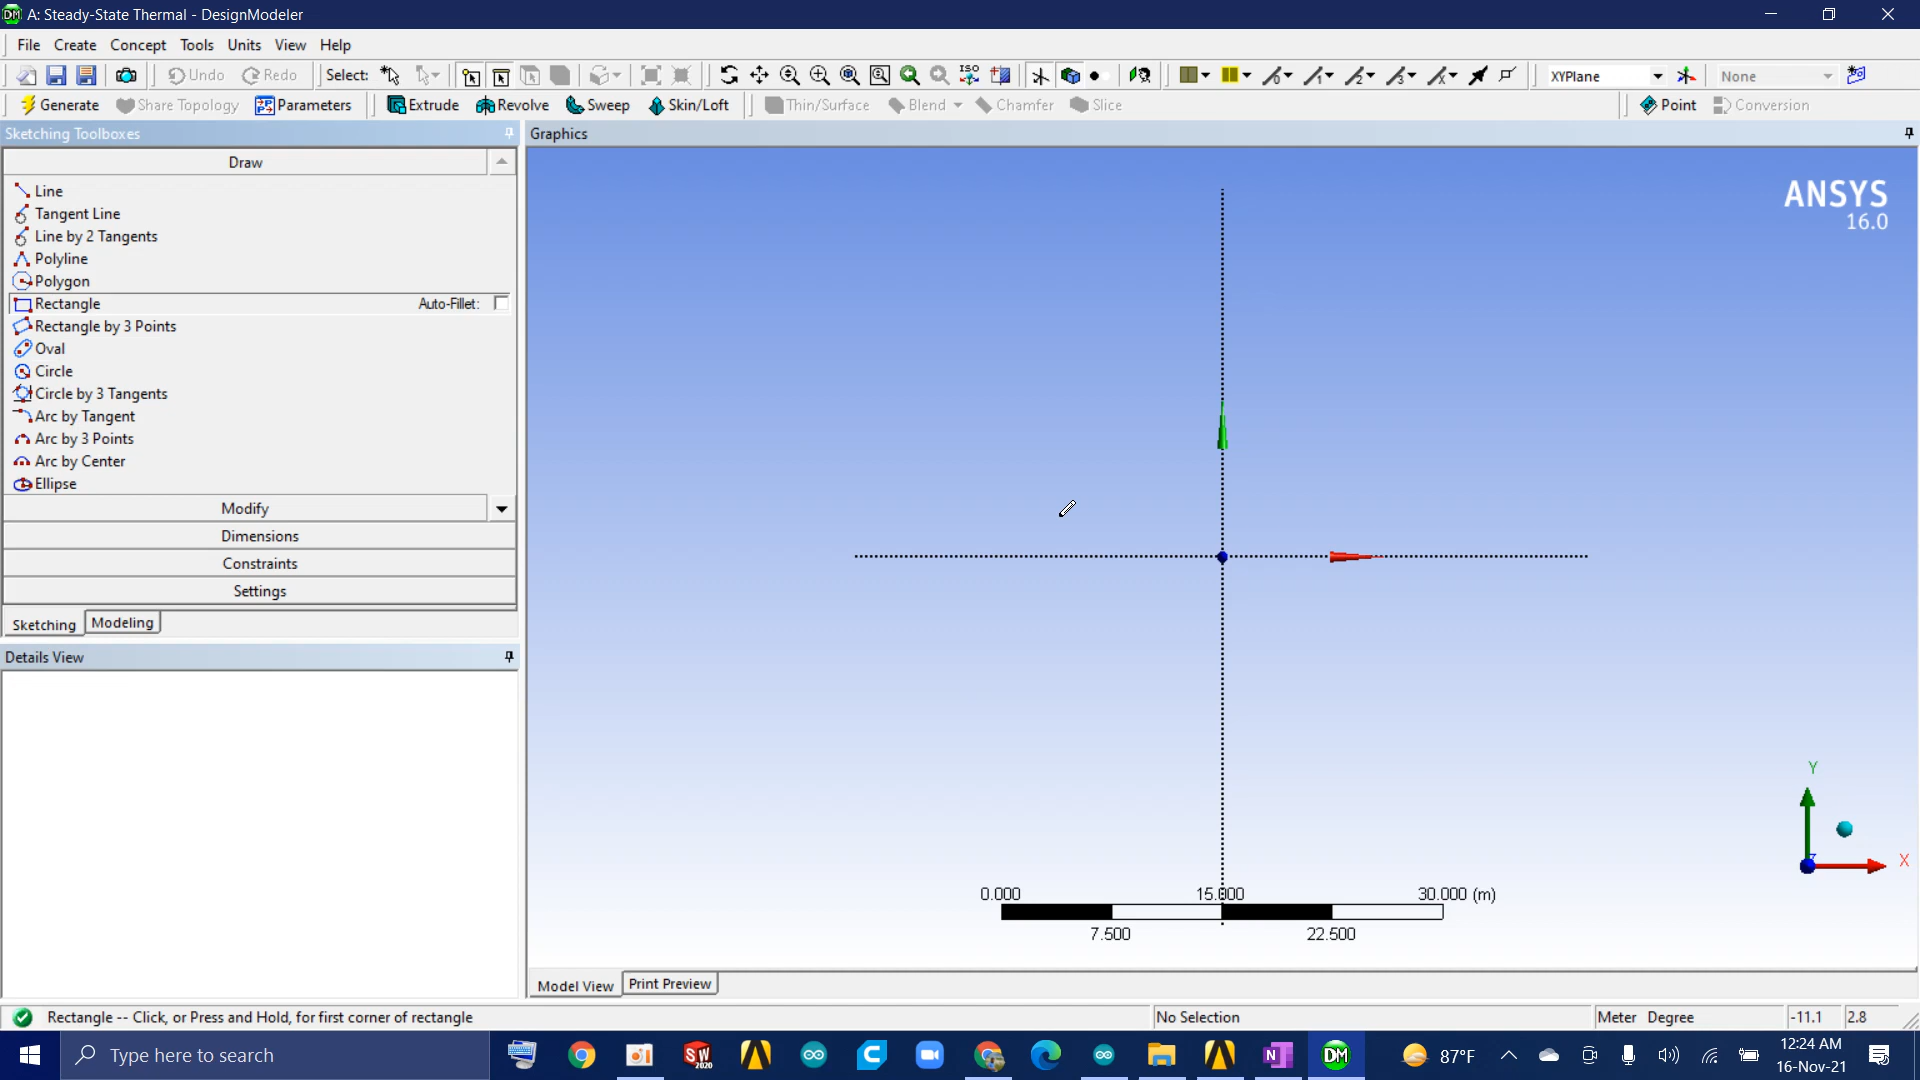 A: Steady-State Thermal - DesignModeler
File Create Concept Tools Units View Help
Undo Redo Select: ISO XYPlane None
Generate Share Topology Parameters Extrude Revolve Sweep Skin/Loft Thin/Surface Blend Chamfer Slice Point Conversion
Sketching Toolboxes
Draw
Line
Tangent Line
Line by 2 Tangents
Polyline
Polygon
Rectangle Auto-Fillet:
Rectangle by 3 Points
Oval
Circle
Circle by 3 Tangents
Arc by Tangent
Arc by 3 Points
Arc by Center
Ellipse
Modify
Dimensions
Constraints
Settings
Sketching Modeling
Details View
Graphics
ANSYS
16.0
Y
X
0.000 15.000 30.000 (m)
7.500 22.500
Model View Print Preview
Rectangle -- Click, or Press and Hold, for first corner of rectangle No Selection Meter Degree -11.1 2.8
Type here to search
SW
2020
N
DM
87°F
12:24 AM
16-Nov-21